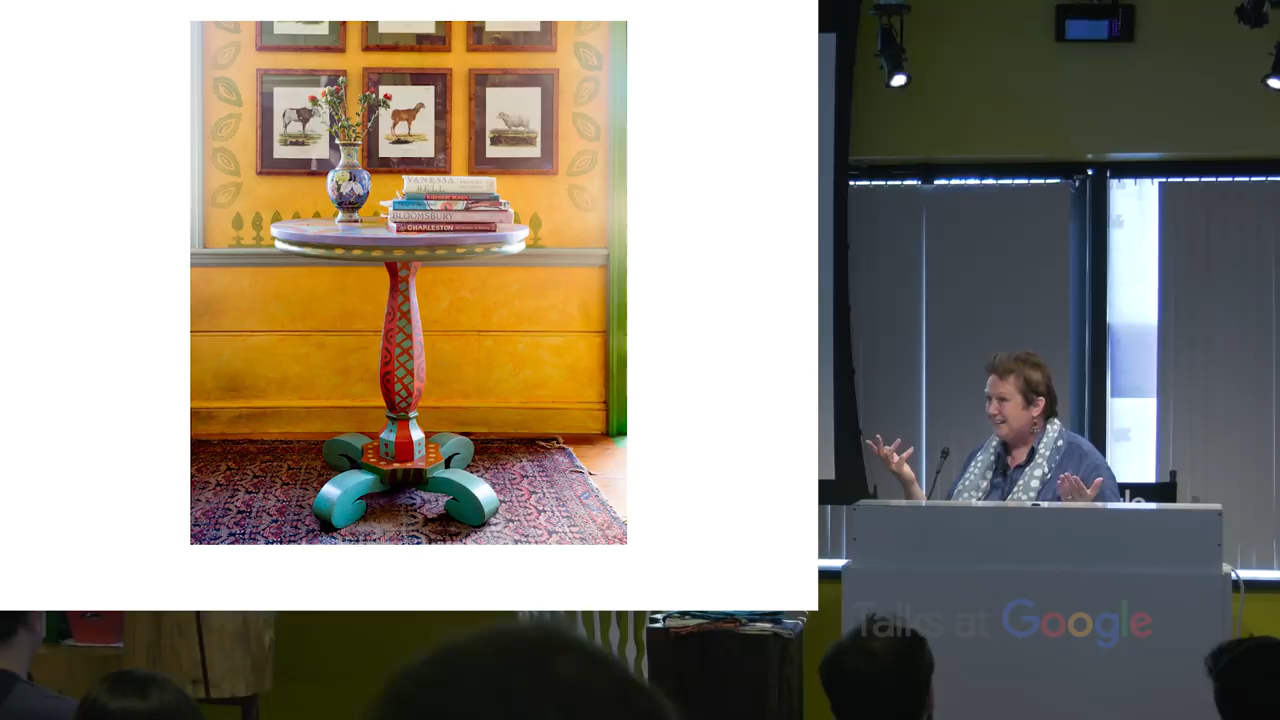 VANESSA
BELL
BLOOMSBURY
CHARLESTON
Talks at Google